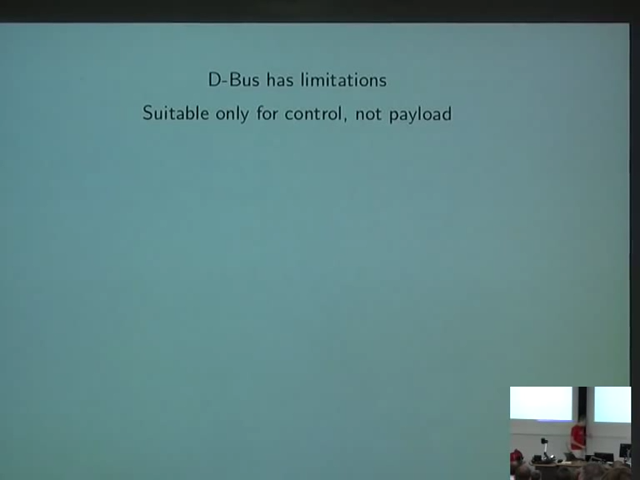 D-Bus has limitations
Suitable only for control, not payload